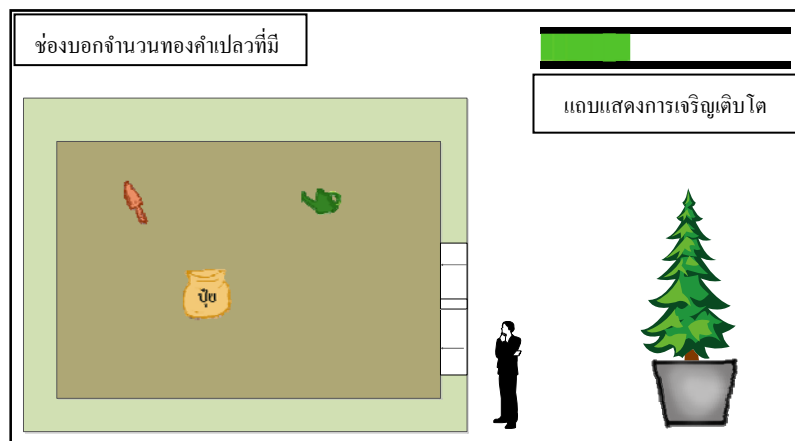 ช่องบอกจำนวนทองคำเปลวที่มี
แถบแสดงการเจริญเติบโต
ปุ๋ย